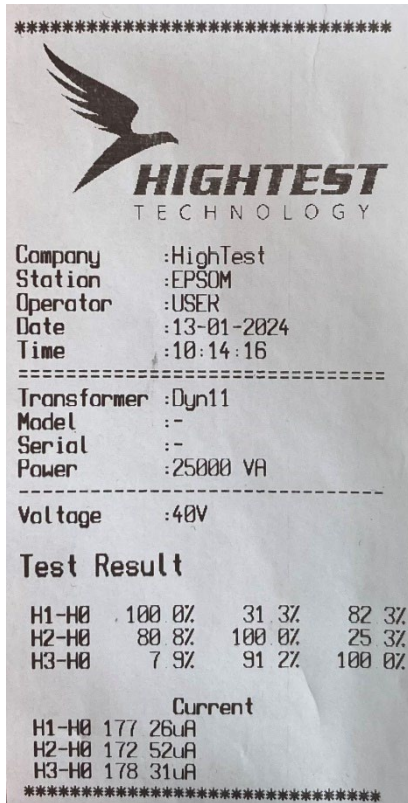 ********************************
HIGHTEST
TECHNOLOGY
Company :HighTest
Station :EPSOM
Operator :USER
Date :13-01-2024
Time :10:14:16
================================
Transformer :Dyn11
Model :-
Serial :-
Power :25000 VA
--------------------------------
Voltage :40V
Test Result
H1-H0 100.0% 31.3% 82.3%
H2-H0 80.8% 100.0% 25.3%
H3-H0 7.9% 91.2% 100.0%
Current
H1-H0 177.26uA
H2-H0 172.52uA
H3-H0 178.31uA
********************************